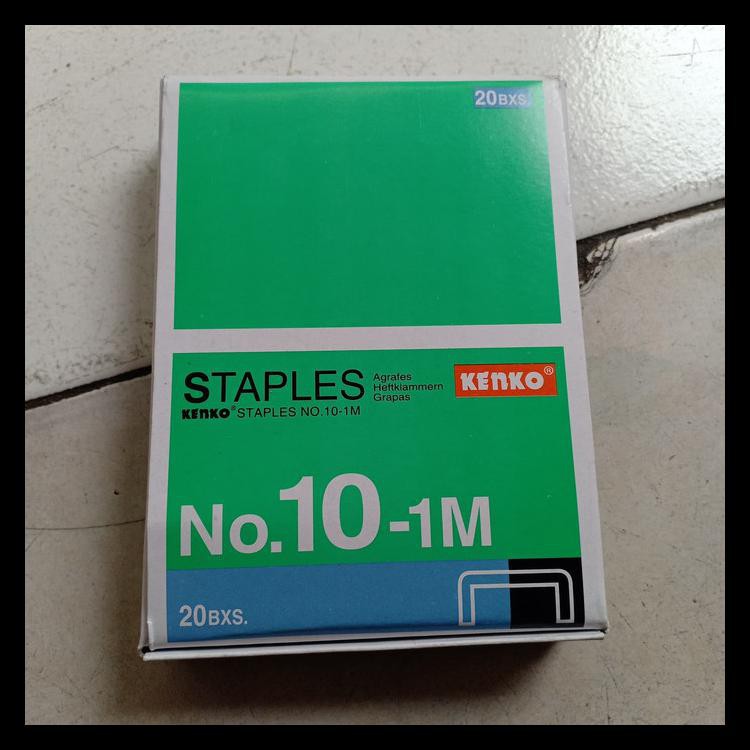 20BXS.
STAPLES
Agrafes
Heftklammern
Grapas
KENKO®
KENKO® STAPLES NO.10-1M
No.10-1M
20BXS.